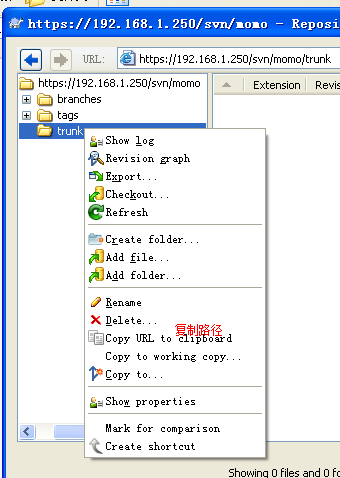 https://192.168.1.250/svn/momo - Reposi
URL: https://192.168.1.250/svn/momo/trunk
https://192.168.1.250/svn/momo
Extension Revis
branches
tags
trunk
Show log
Revision graph
Export...
Checkout...
Refresh
Create folder...
Add file...
Add folder...
Rename
Delete...
复制路径
Copy URL to clipboard
Copy to working copy...
Copy to...
Show properties
Mark for comparison
Create shortcut
Showing 0 files and 0 fo